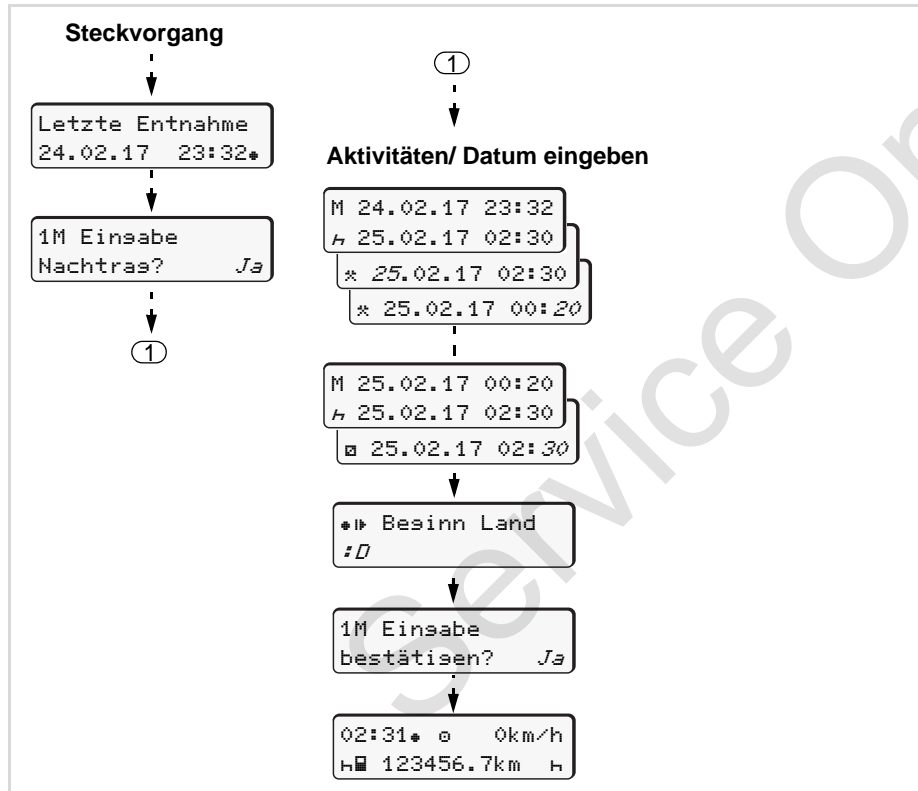 Steckvorgang
Letzte Entnahme
24.02.17 23:32
1M Eingabe
Nachtrag? Ja
1
1
Aktivitäten/ Datum eingeben
M 24.02.17 23:32
25.02.17 02:30
25.02.17 02:30
25.02.17 00:20
M 25.02.17 00:20
25.02.17 02:30
25.02.17 02:30
Beginn Land
:D
1M Eingabe
bestätigen? Ja
02:31 0km/h
123456.7km
Service O